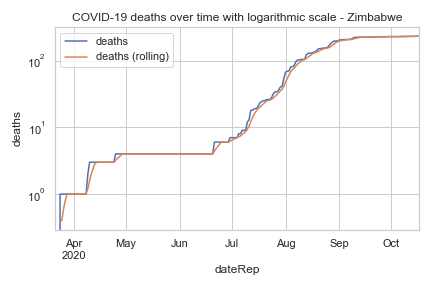 COVID-19 deaths over time with logarithmic scale - Zimbabwe
deaths
deaths (rolling)
10²
10¹
10⁰
deaths
Apr
2020
May
Jun
Jul
Aug
Sep
Oct
dateRep